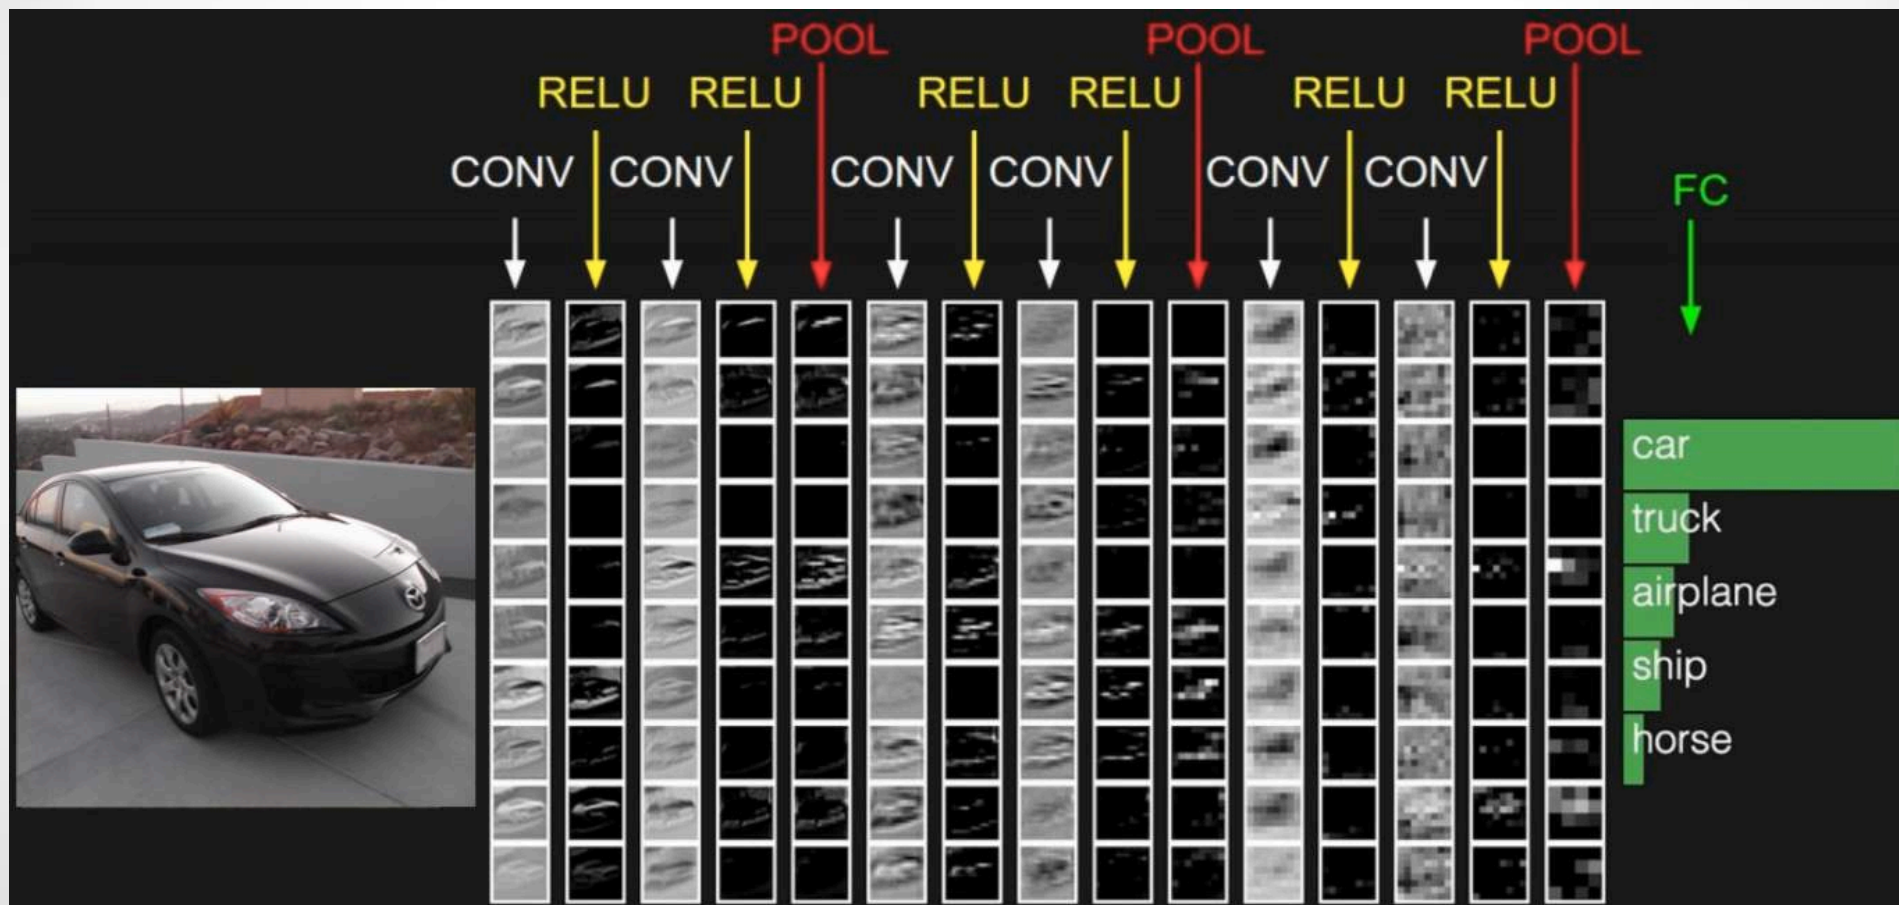 POOL POOL POOL
RELU RELU RELU RELU RELU RELU
CONV CONV CONV CONV CONV CONV
FC
car
truck
airplane
ship
horse